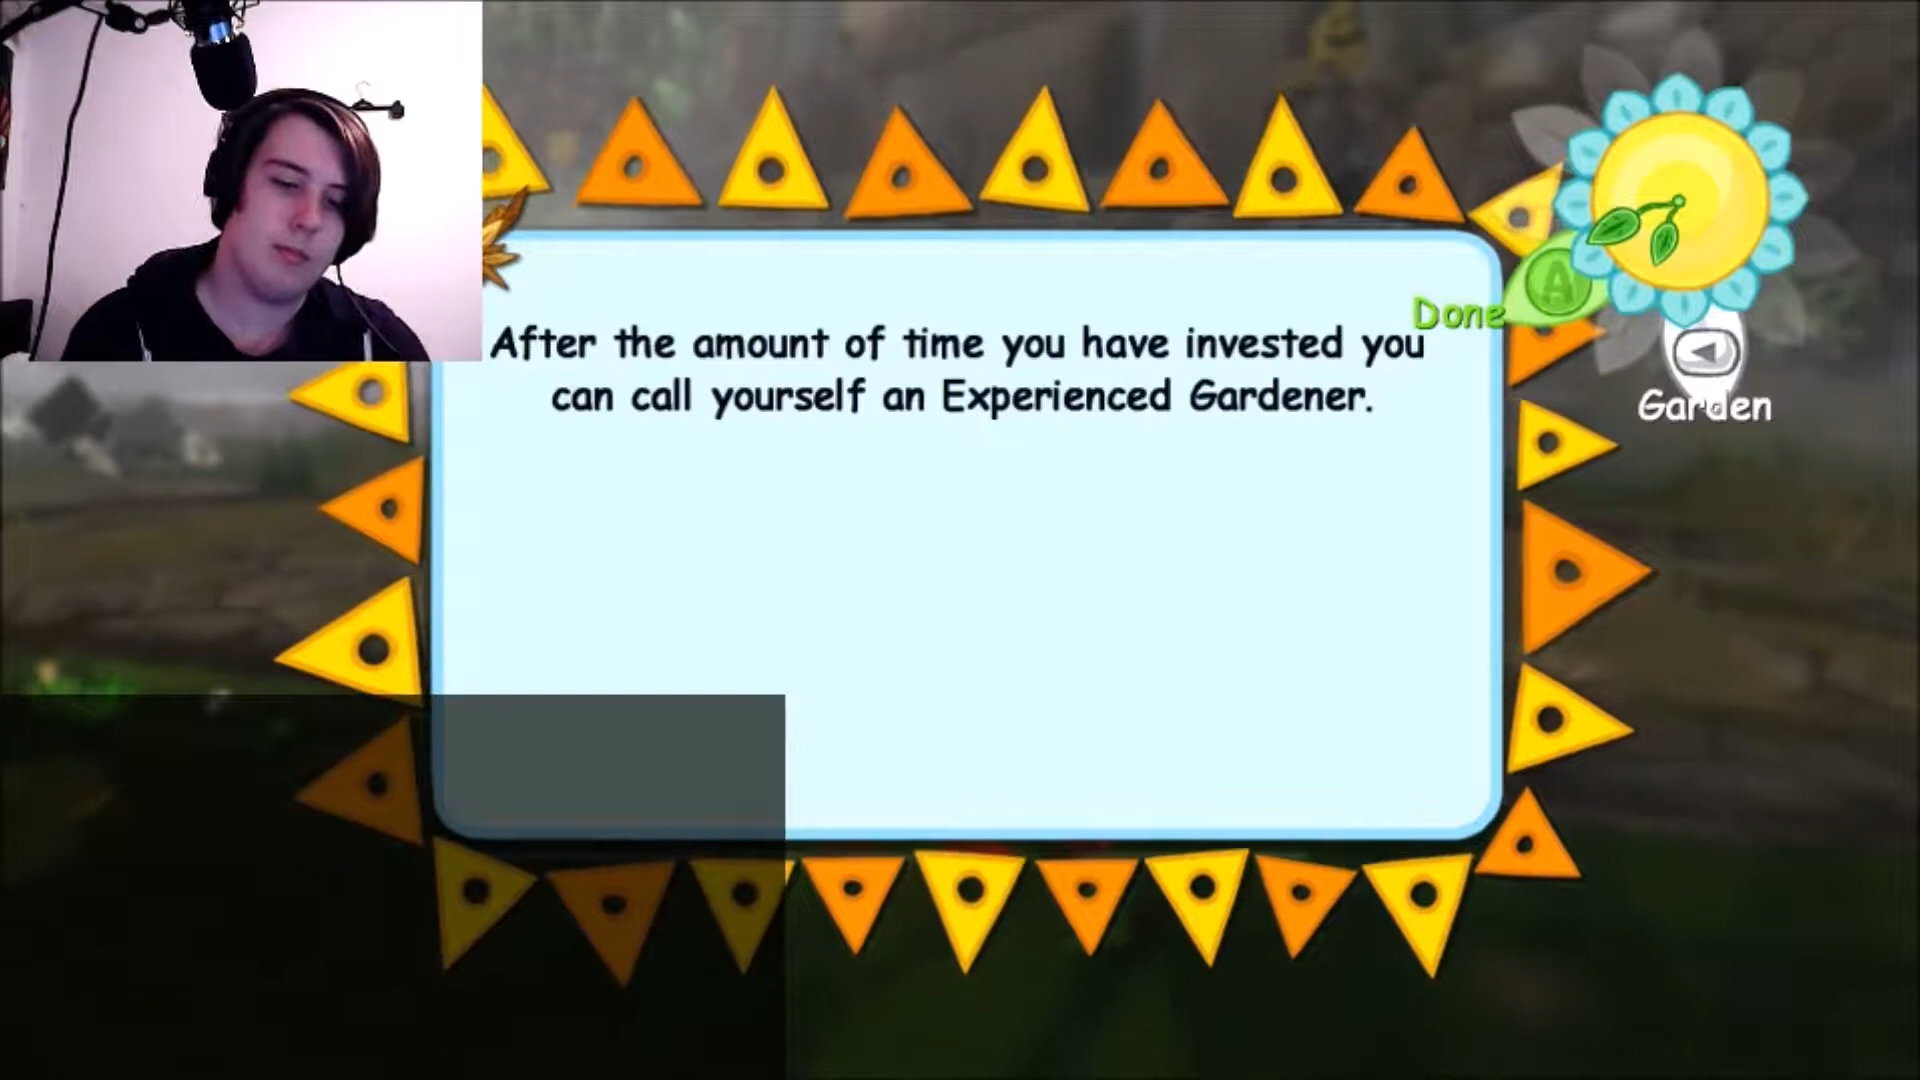 After the amount of time you have invested you
can call yourself an Experienced Gardener.
Done
A
Garden